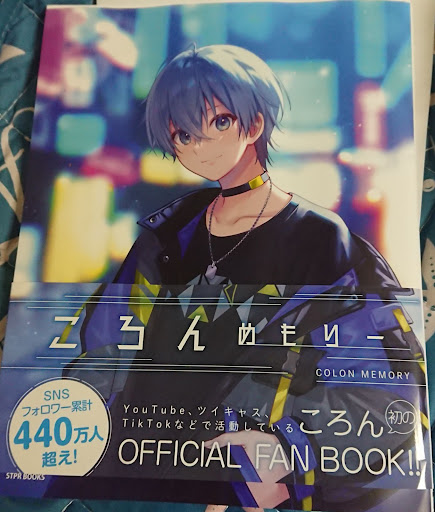 ころんめもりー
COLON MEMORY
SNS
フォロワー累計
440万人
超え!
YouTube、ツイキャス、
TikTokなどで活動しているころん初の
OFFICIAL FAN BOOK!!
STPR BOOKS